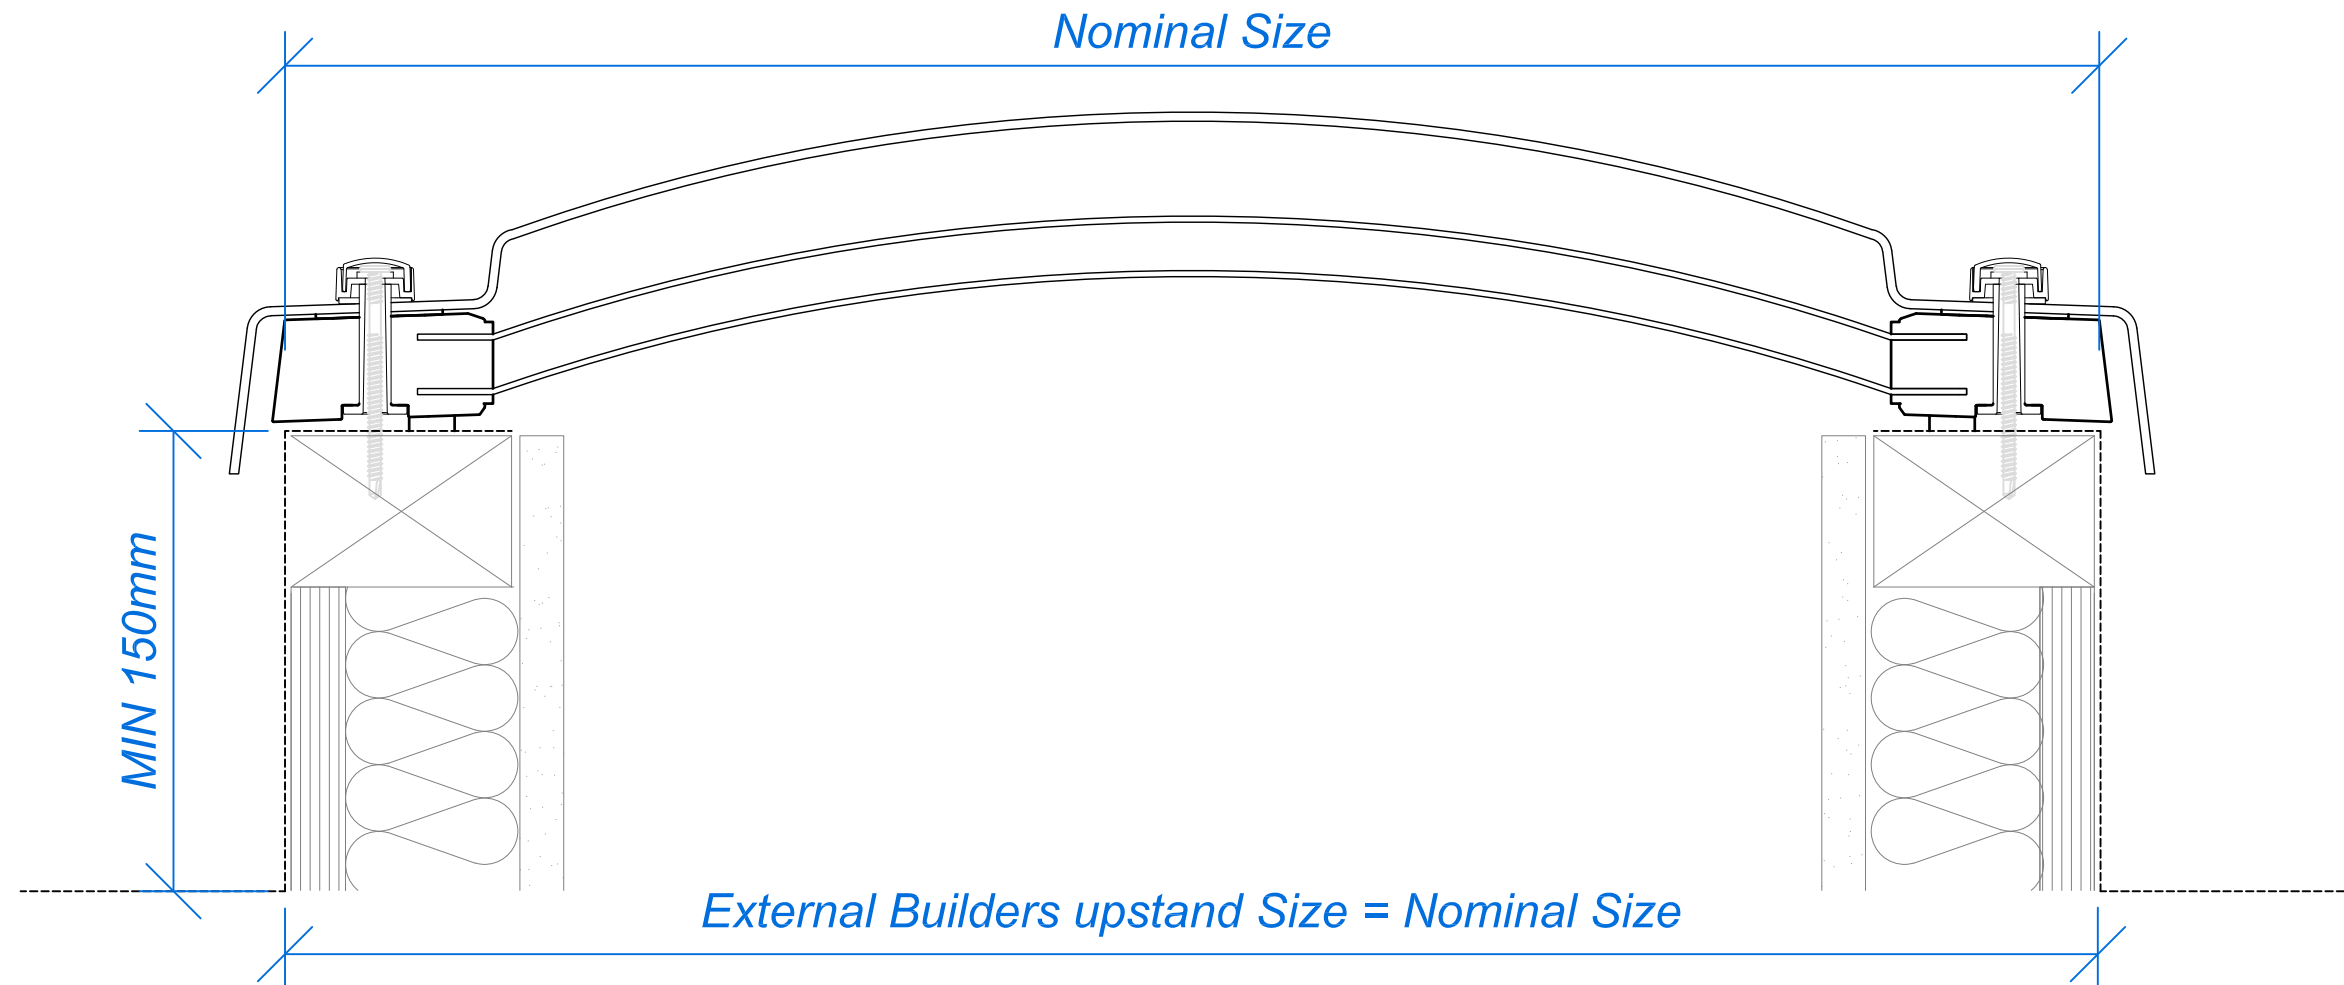 Nominal Size
MIN 150mm
External Builders upstand Size = Nominal Size